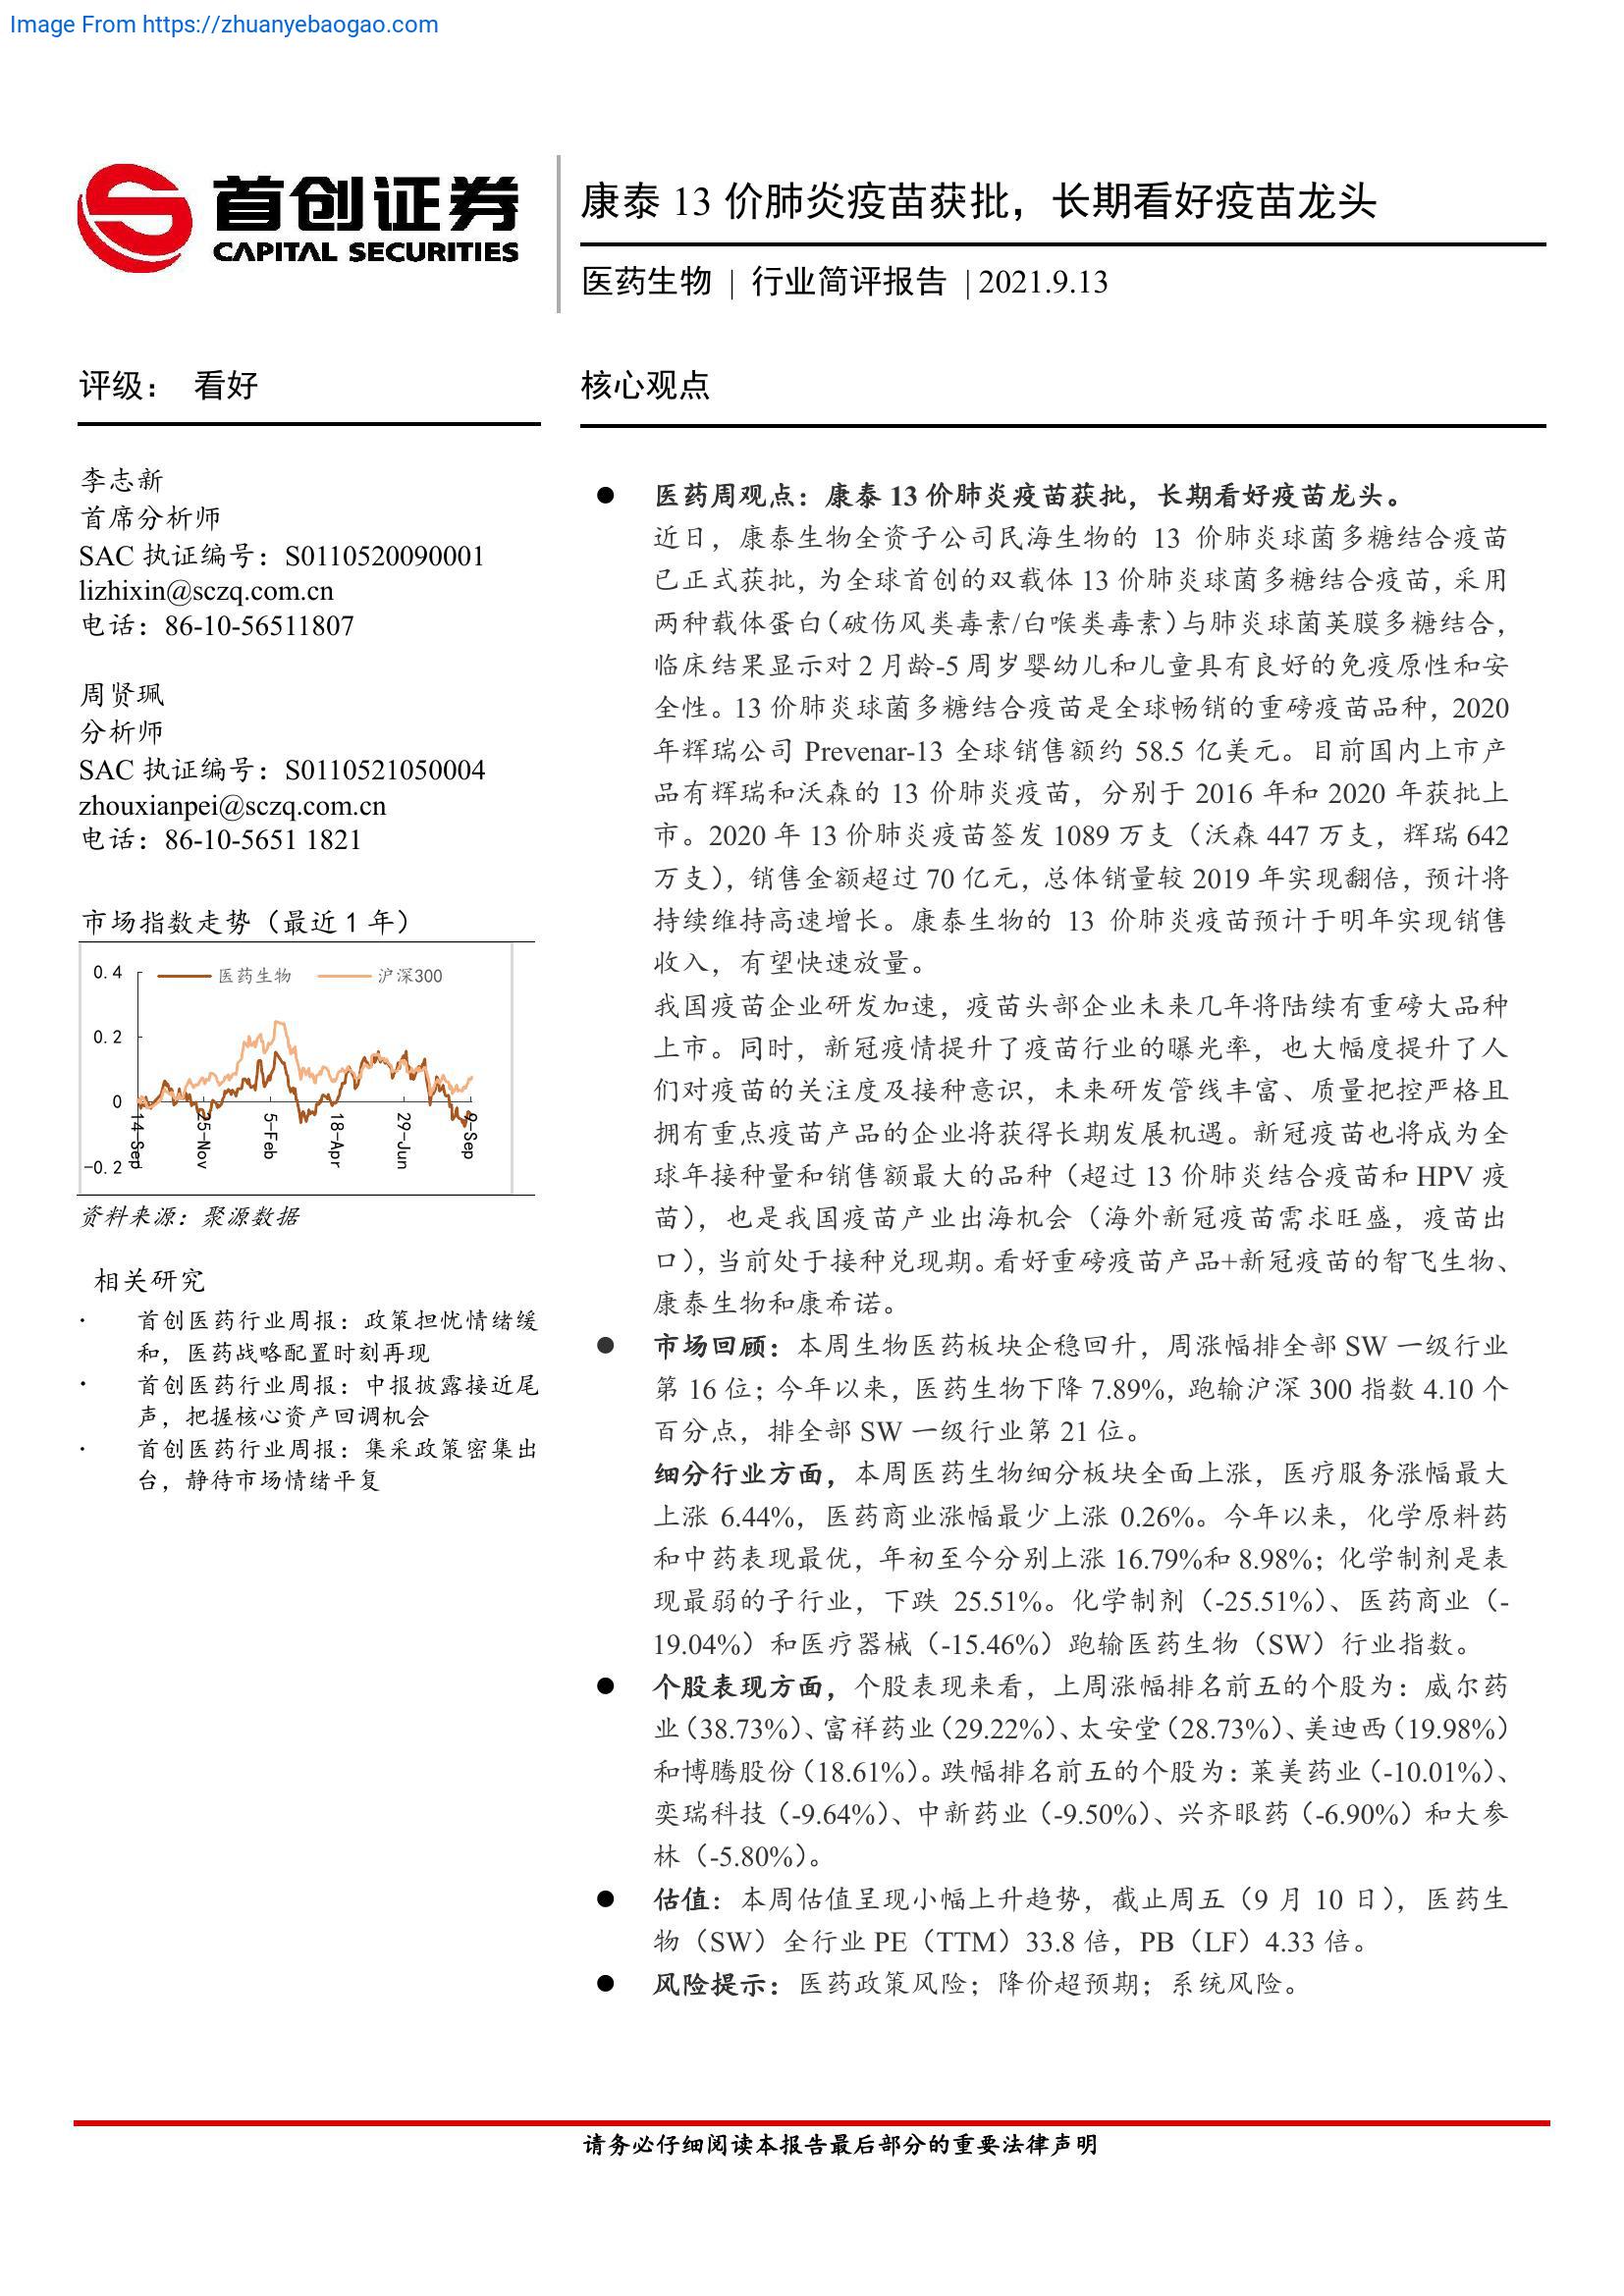 Image From https://zhuanyebaogao.com
首创证券
CAPITAL SECURITIES
康泰 13 价肺炎疫苗获批，长期看好疫苗龙头
医药生物 | 行业简评报告 | 2021.9.13
评级： 看好
李志新
首席分析师
SAC 执证编号：S0110520090001
lizhixin@sczq.com.cn
电话：86-10-56511807
周贤珮
分析师
SAC 执证编号：S0110521050004
zhouxianpei@sczq.com.cn
电话：86-10-5651 1821
市场指数走势（最近 1 年）
医药生物 沪深300
0.4
0.2
0
-0.2
14-Sep
25-Nov
5-Feb
18-Apr
29-Jun
9-Sep
资料来源：聚源数据
相关研究
· 首创医药行业周报：政策担忧情绪缓
和，医药战略配置时刻再现
· 首创医药行业周报：中报披露接近尾
声，把握核心资产回调机会
· 首创医药行业周报：集采政策密集出
台，静待市场情绪平复
核心观点
● 医药周观点：康泰 13 价肺炎疫苗获批，长期看好疫苗龙头。
近日，康泰生物全资子公司民海生物的 13 价肺炎球菌多糖结合疫苗
已正式获批，为全球首创的双载体 13 价肺炎球菌多糖结合疫苗，采用
两种载体蛋白（破伤风类毒素/白喉类毒素）与肺炎球菌荚膜多糖结合，
临床结果显示对 2 月龄-5 周岁婴幼儿和儿童具有良好的免疫原性和安
全性。13 价肺炎球菌多糖结合疫苗是全球畅销的重磅疫苗品种，2020
年辉瑞公司 Prevenar-13 全球销售额约 58.5 亿美元。目前国内上市产
品有辉瑞和沃森的 13 价肺炎疫苗，分别于 2016 年和 2020 年获批上
市。2020 年 13 价肺炎疫苗签发 1089 万支（沃森 447 万支，辉瑞 642
万支），销售金额超过 70 亿元，总体销量较 2019 年实现翻倍，预计将
持续维持高速增长。康泰生物的 13 价肺炎疫苗预计于明年实现销售
收入，有望快速放量。
我国疫苗企业研发加速，疫苗头部企业未来几年将陆续有重磅大品种
上市。同时，新冠疫情提升了疫苗行业的曝光率，也大幅度提升了人
们对疫苗的关注度及接种意识，未来研发管线丰富、质量把控严格且
拥有重点疫苗产品的企业将获得长期发展机遇。新冠疫苗也将成为全
球年接种量和销售额最大的品种（超过 13 价肺炎结合疫苗和 HPV 疫
苗），也是我国疫苗产业出海机会（海外新冠疫苗需求旺盛，疫苗出
口），当前处于接种兑现期。看好重磅疫苗产品+新冠疫苗的智飞生物、
康泰生物和康希诺。
● 市场回顾：本周生物医药板块企稳回升，周涨幅排全部 SW 一级行业
第 16 位；今年以来，医药生物下降 7.89%，跑输沪深 300 指数 4.10 个
百分点，排全部 SW 一级行业第 21 位。
细分行业方面，本周医药生物细分板块全面上涨，医疗服务涨幅最大
上涨 6.44%，医药商业涨幅最少上涨 0.26%。今年以来，化学原料药
和中药表现最优，年初至今分别上涨 16.79%和 8.98%；化学制剂是表
现最弱的子行业，下跌 25.51%。化学制剂（-25.51%）、医药商业（-
19.04%）和医疗器械（-15.46%）跑输医药生物（SW）行业指数。
● 个股表现方面，个股表现来看，上周涨幅排名前五的个股为：威尔药
业（38.73%）、富祥药业（29.22%）、太安堂（28.73%）、美迪西（19.98%）
和博腾股份（18.61%）。跌幅排名前五的个股为：莱美药业（-10.01%）、
奕瑞科技（-9.64%）、中新药业（-9.50%）、兴齐眼药（-6.90%）和大参
林（-5.80%）。
● 估值：本周估值呈现小幅上升趋势，截止周五（9 月 10 日），医药生
物（SW）全行业 PE（TTM）33.8 倍，PB（LF）4.33 倍。
● 风险提示：医药政策风险；降价超预期；系统风险。
请务必仔细阅读本报告最后部分的重要法律声明